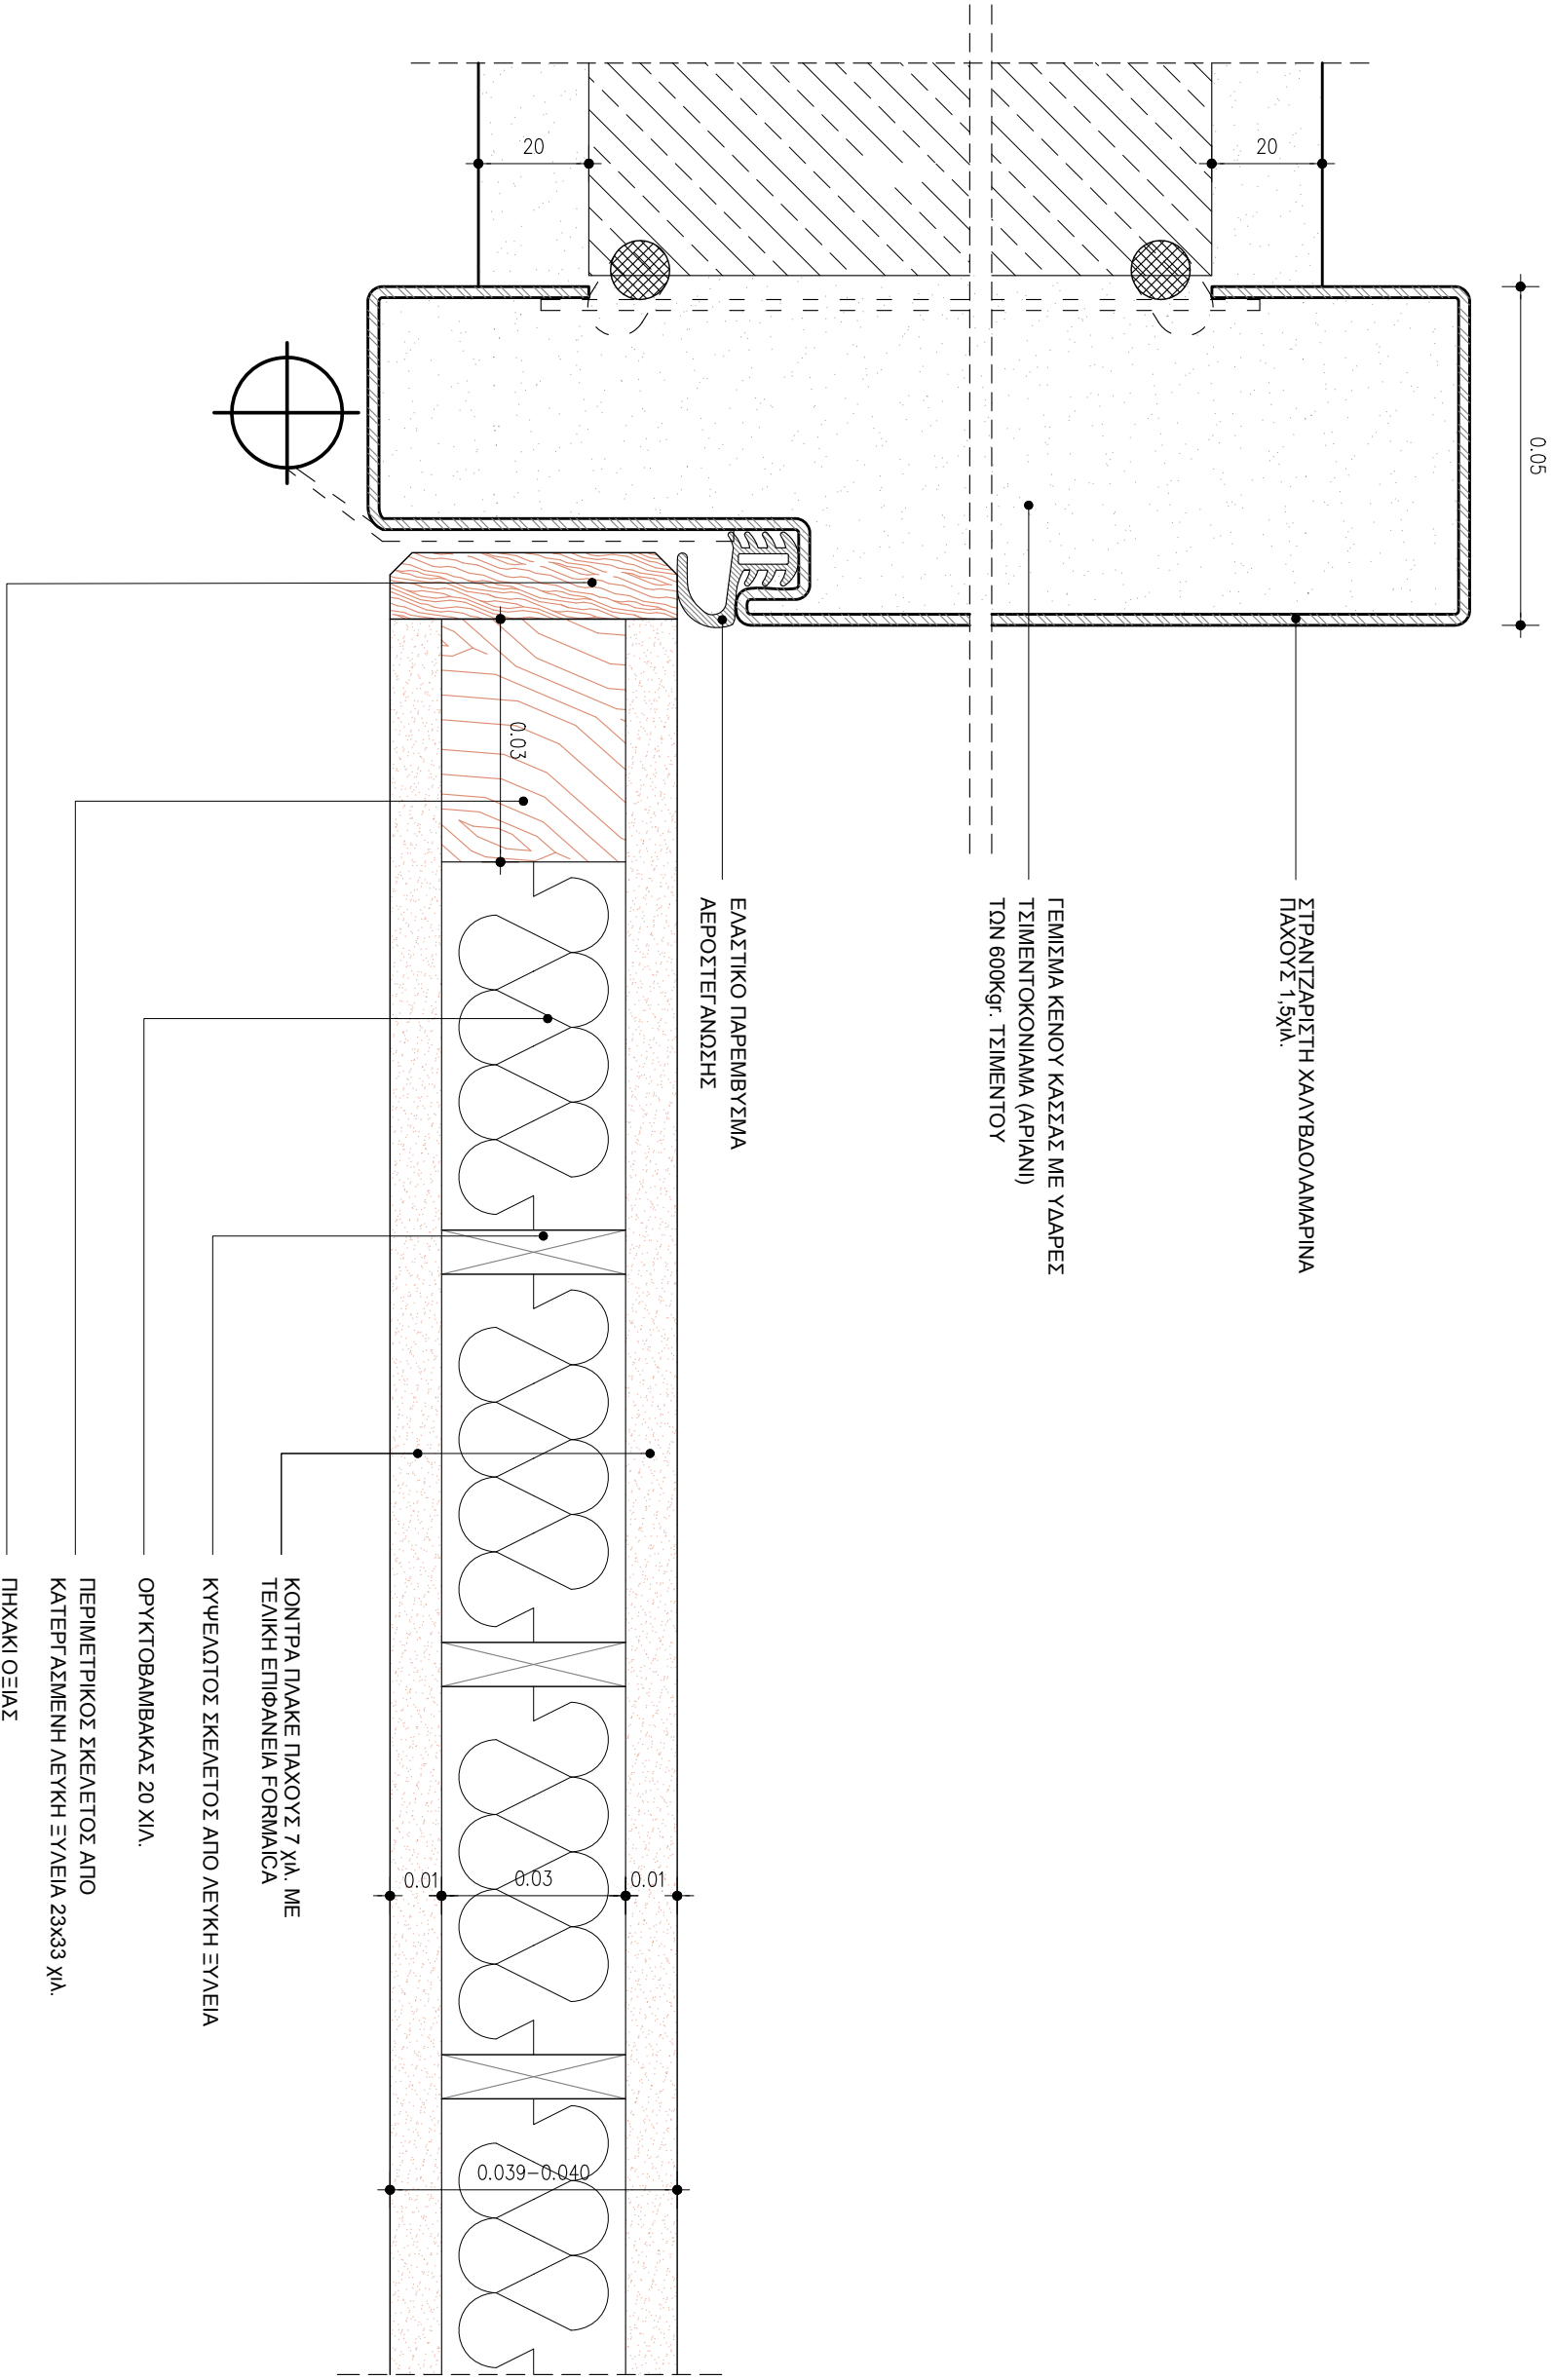 20
20
0.05
0.03
ΣΤΡΑΝΤΖΑΡΙΣΤΗ ΧΑΛΥΒΔΟΛΑΜΑΡΙΝΑ
ΠΑΧΟΥΣ 1,5χιλ.
ΓΕΜΙΣΜΑ ΚΕΝΟΥ ΚΑΣΣΑΣ ΜΕ ΥΔΑΡΕΣ
ΤΣΙΜΕΝΤΟΚΟΝΙΑΜΑ (ΑΡΙΑΝΙ)
ΤΩΝ 600Kgr. ΤΣΙΜΕΝΤΟΥ
ΕΛΑΣΤΙΚΟ ΠΑΡΕΜΒΥΣΜΑ
ΑΕΡΟΣΤΕΓΑΝΩΣΗΣ
ΚΟΝΤΡΑ ΠΛΑΚΕ ΠΑΧΟΥΣ 7 χιλ. ΜΕ
ΤΕΛΙΚΗ ΕΠΙΦΑΝΕΙΑ FORMAICA
ΚΥΨΕΛΩΤΟΣ ΣΚΕΛΕΤΟΣ ΑΠΟ ΛΕΥΚΗ ΞΥΛΕΙΑ
ΟΡΥΚΤΟΒΑΜΒΑΚΑΣ 20 ΧΙΛ.
ΠΕΡΙΜΕΤΡΙΚΟΣ ΣΚΕΛΕΤΟΣ ΑΠΟ
ΚΑΤΕΡΓΑΣΜΕΝΗ ΛΕΥΚΗ ΞΥΛΕΙΑ 23x33 χιλ.
ΠΗΧΑΚΙ ΟΞΙΑΣ
0.01
0.03
0.01
0.039-0.040